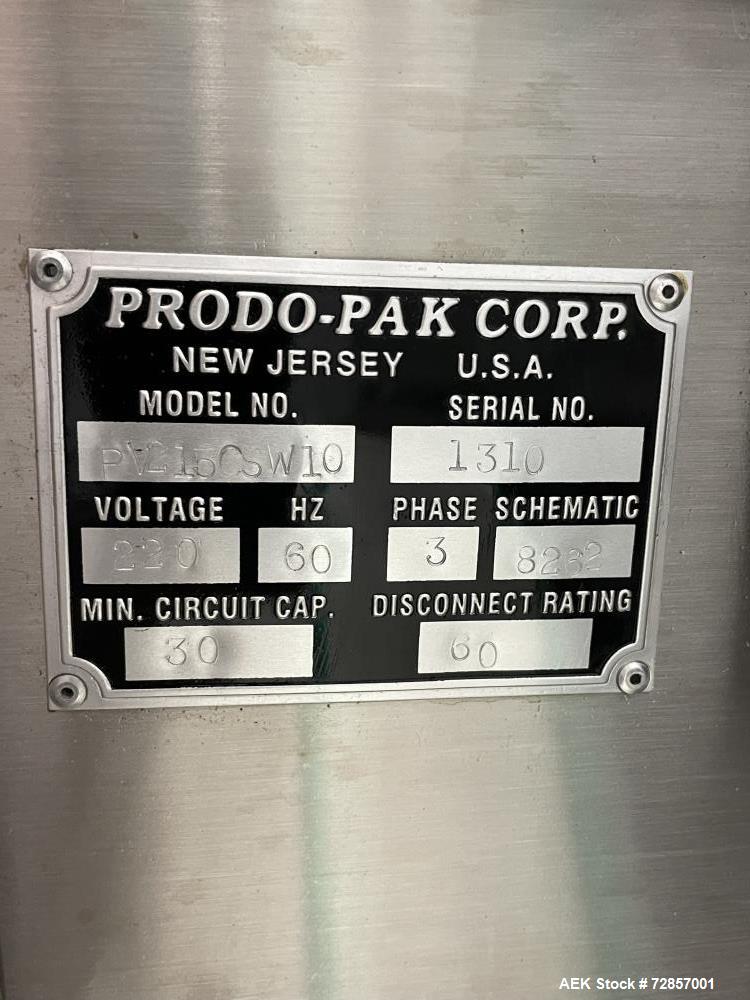 PRODO-PAK CORP.
NEW JERSEY U.S.A.
MODEL NO. SERIAL NO.
PV215CSW10 1310
VOLTAGE HZ PHASE SCHEMATIC
220 60 3 8282
MIN. CIRCUIT CAP. DISCONNECT RATING
30 60
AEK Stock # 72857001